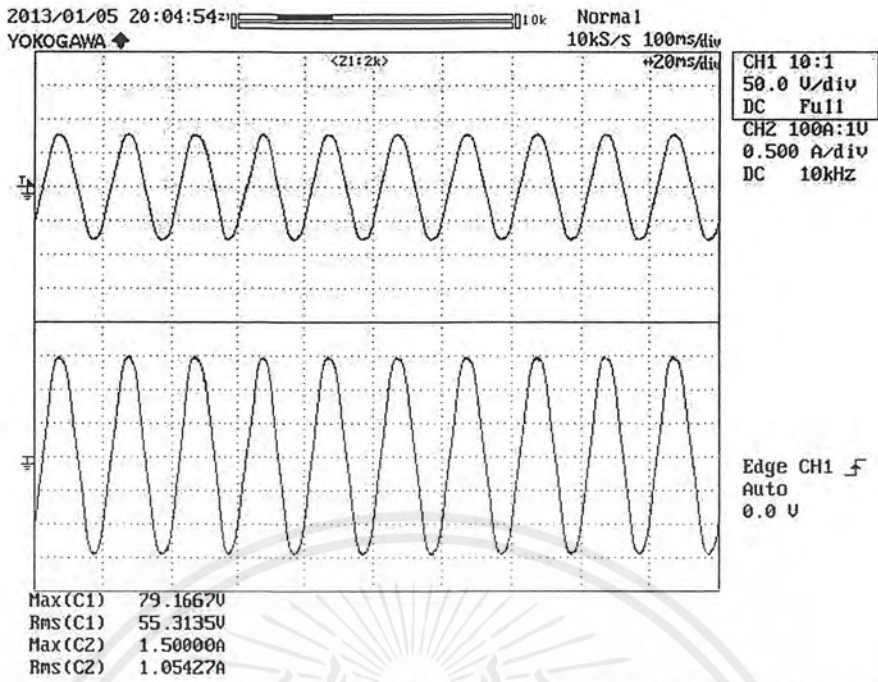 2013/01/05 20:04:54
10k
Normal
YOKOGAWA
10kS/s 100ms/div
<Z1:2k>
↔20ms/div
CH1 10:1
50.0 V/div
DC Full
CH2 100A:1V
0.500 A/div
DC 10kHz
Edge CH1
Auto
0.0 V
Max(C1) 79.1667V
Rms(C1) 55.3135V
Max(C2) 1.50000A
Rms(C2) 1.05427A